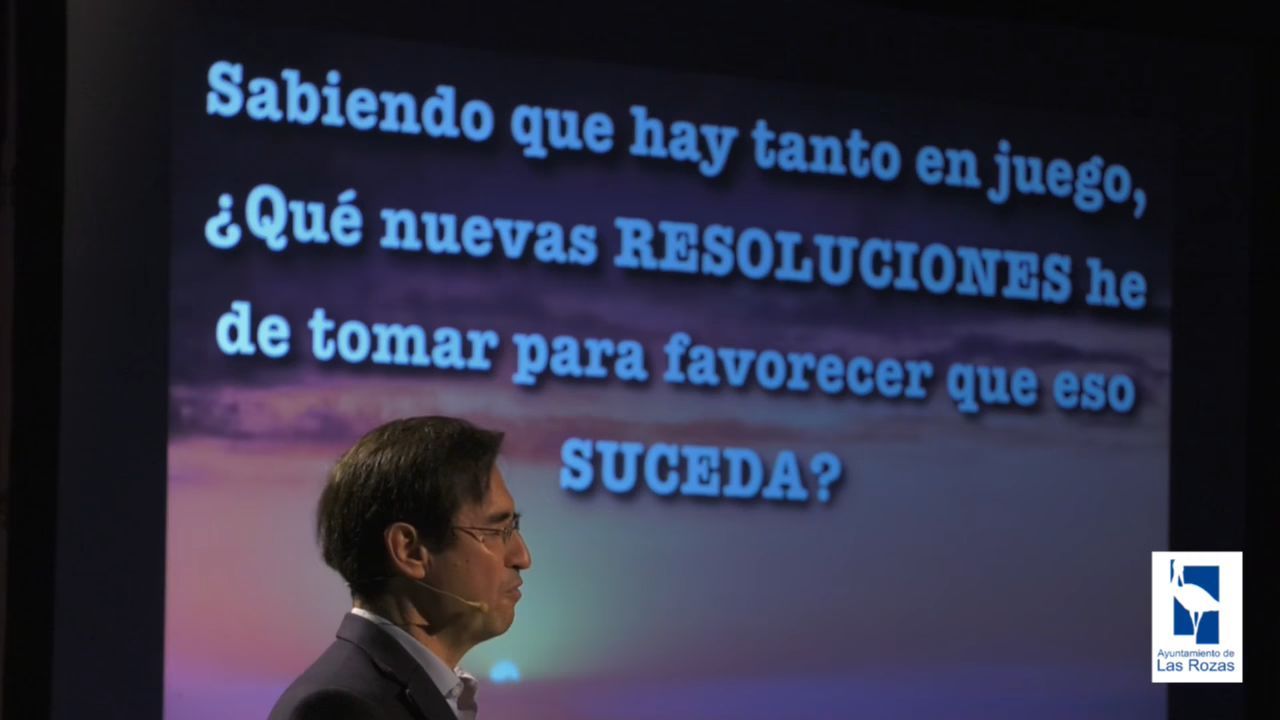 Sabiendo que hay tanto en juego,
¿Qué nuevas RESOLUCIONES he
de tomar para favorecer que eso
SUCEDA?
Ayuntamiento de
Las Rozas